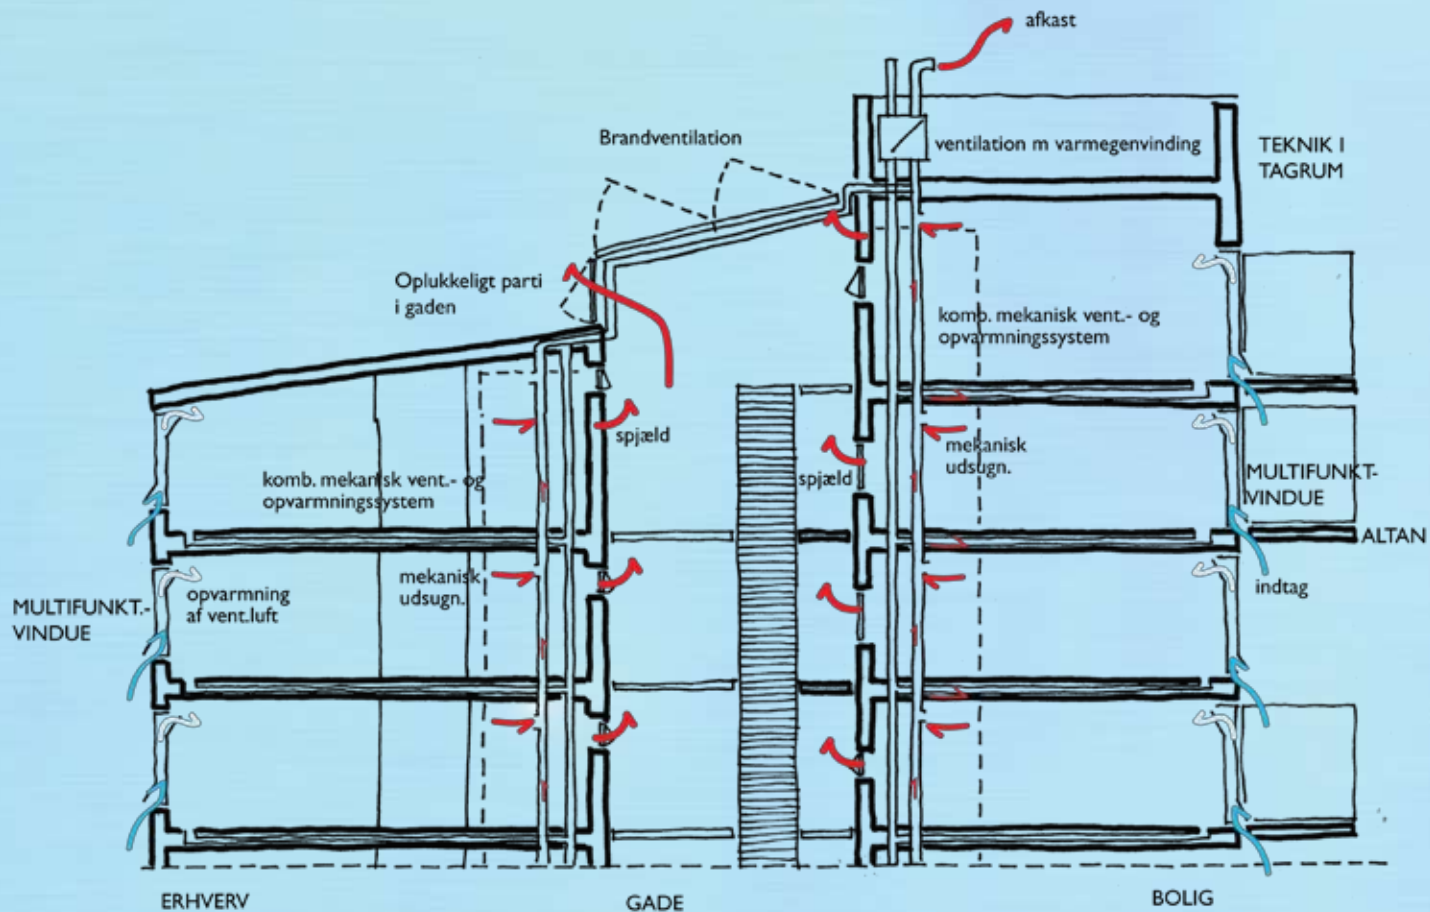 afkast
Brandventilation
ventilation m varmegenvinding
TEKNIK I
TAGRUM
Oplukkeligt parti
i gaden
komb. mekanisk vent.- og
opvarmningssystem
spjæld
mekanisk
udsugn.
komb. mekanisk vent.- og
opvarmningssystem
spjæld
MULTIFUNKT-
VINDUE
ALTAN
MULTIFUNKT.-
VINDUE
opvarmning
af vent.luft
mekanisk
udsugn.
indtag
ERHVERV
GADE
BOLIG